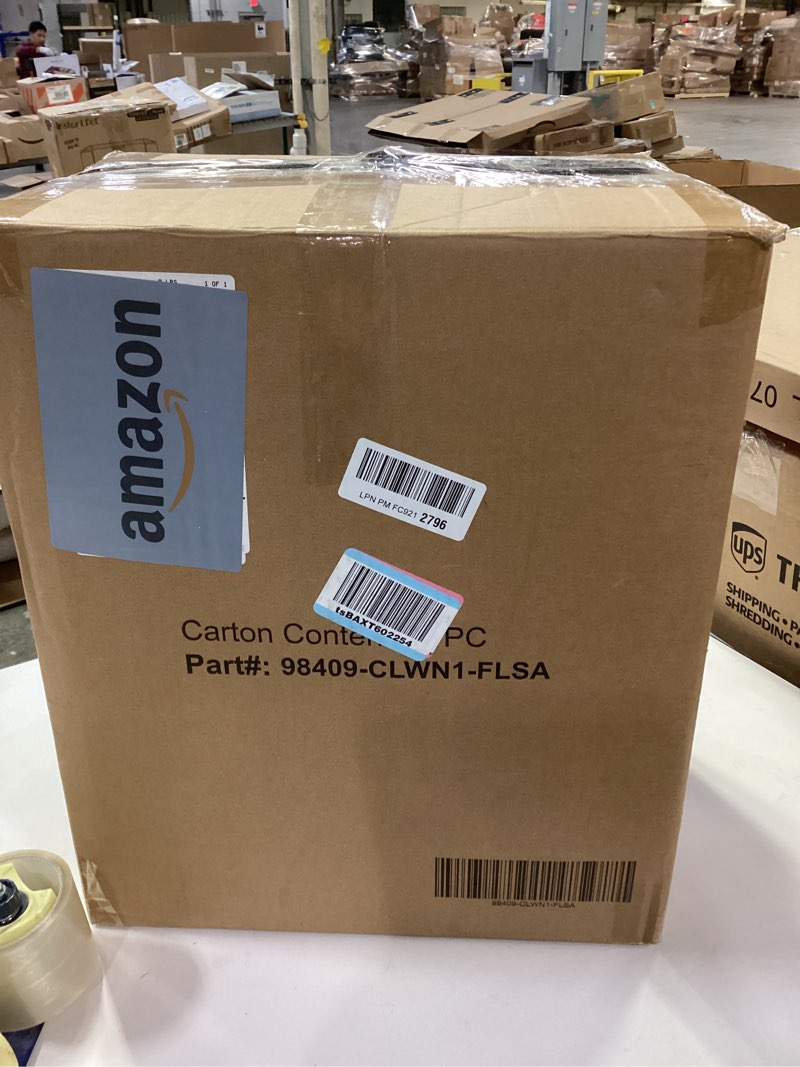 1 OF 1
amazon
LPN PM FC921 2796
tsBAXT602254
Carton PC
Part#: 98409-CLWN1-FLSA
98409-CLWN1-FLSA
07
ups
SHIPPING •
SHREDDING •